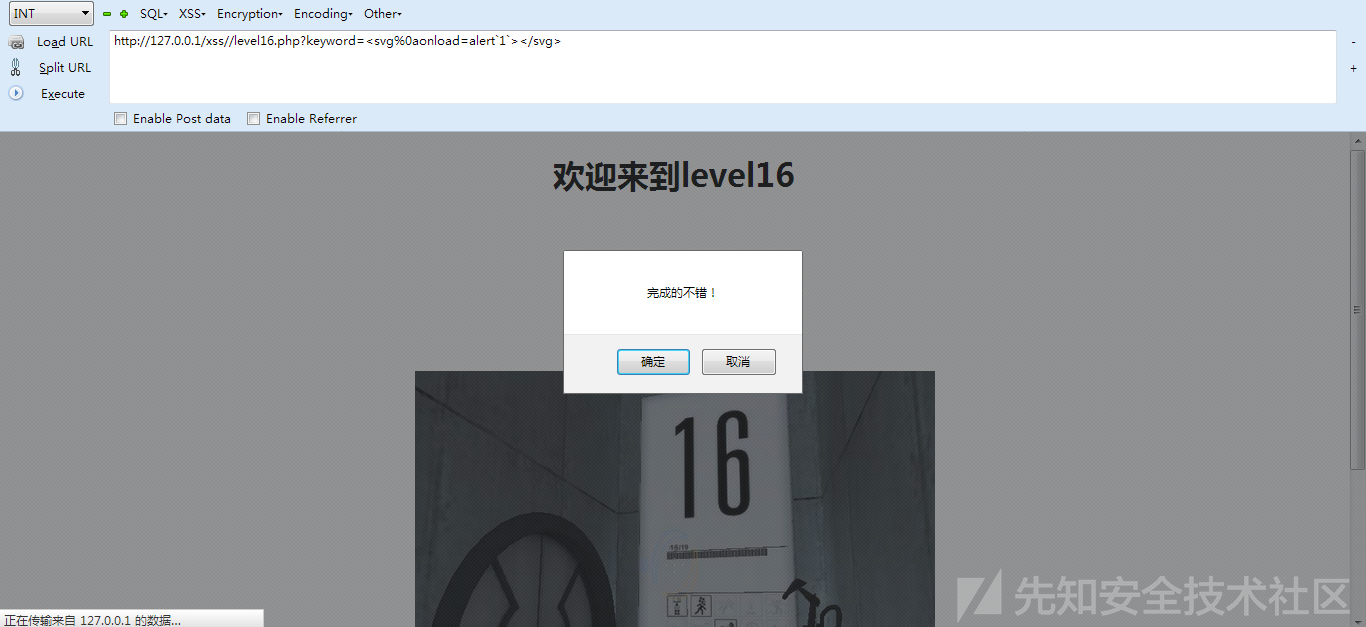 INT SQL▾ XSS▾ Encryption▾ Encoding▾ Other▾
Load URL
http://127.0.0.1/xss//level16.php?keyword=<svg%0aonload=alert`1`></svg>
Split URL
Execute
Enable Post data Enable Referrer
欢迎来到level16
完成的不错！
确定 取消
16
先知安全技术社区
正在传输来自 127.0.0.1 的数据...